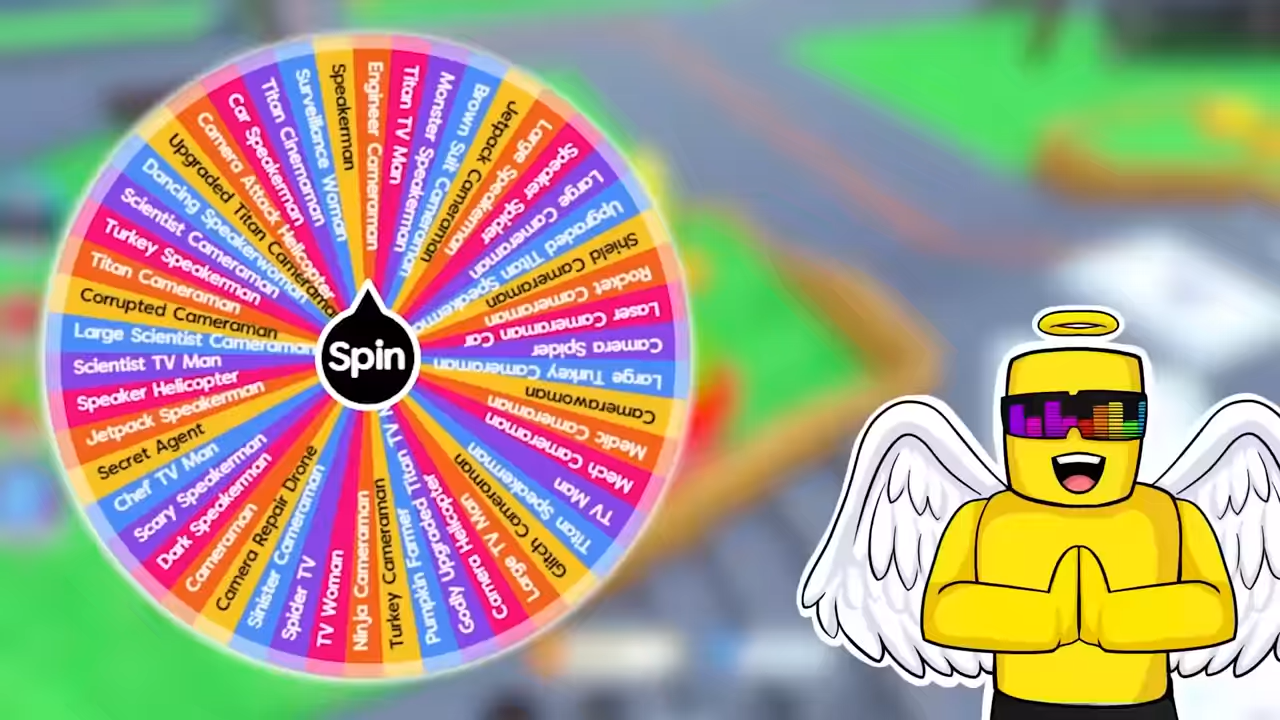 Engineer Cameraman
Titan TV Man
Monster Speakerman
Brown Suit Cameraman
Jetpack Cameraman
Large Speakerman
Speaker Spider
Large Cameraman
Upgraded Titan Speakerman
Shield Cameraman
Rocket Cameraman
Laser Cameraman Car
Camera Spider
Large Turkey Cameraman
Camerawoman
Medic Cameraman
Mech Cameraman
TV Man
Titan Speakerman
Glitch Cameraman
Large TV Man
Camera Helicopter
Godly Upgraded Titan TV
Pumpkin Farmer
Turkey Cameraman
Ninja Cameraman
TV Woman
Spider TV
Sinister Cameraman
Camera Repair Drone
Cameraman
Dark Speakerman
Scary Speakerman
Chef TV Man
Secret Agent
Jetpack Speakerman
Speaker Helicopter
Scientist TV Man
Large Scientist Cameraman
Corrupted Cameraman
Titan Cameraman
Turkey Speakerman
Scientist Cameraman
Dancing Speakerwoman
Upgraded Titan Cameraman
Camera Attack Helicopter
Car Speakerman
Titan Cinemaman
Surveillance Woman
Speakerman
Spin